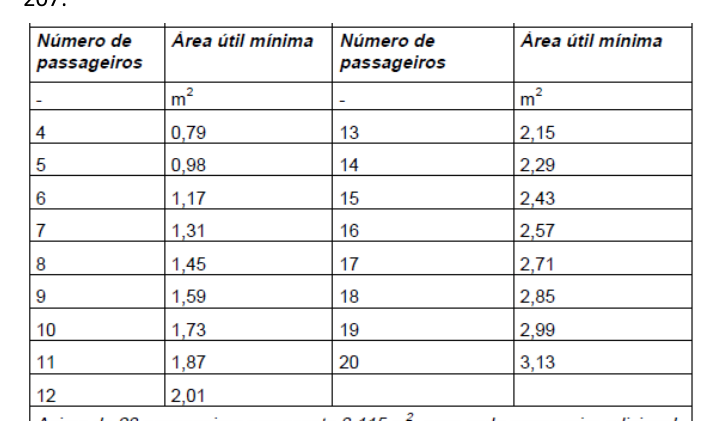 Número de passageiros | Área útil mínima | Número de passageiros | Área útil mínima
- | m² | - | m²
4 | 0,79 | 13 | 2,15
5 | 0,98 | 14 | 2,29
6 | 1,17 | 15 | 2,43
7 | 1,31 | 16 | 2,57
8 | 1,45 | 17 | 2,71
9 | 1,59 | 18 | 2,85
10 | 1,73 | 19 | 2,99
11 | 1,87 | 20 | 3,13
12 | 2,01